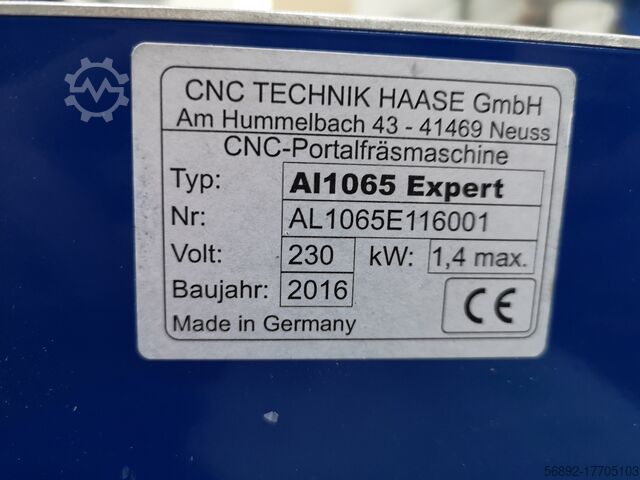 CNC TECHNIK HAASE GmbH
Am Hummelbach 43 - 41469 Neuss
CNC-Portalfräsmaschine
Typ: Al1065 Expert
Nr: AL1065E116001
Volt: 230 kW: 1,4 max.
Baujahr: 2016 CE
Made in Germany
56892-17705103